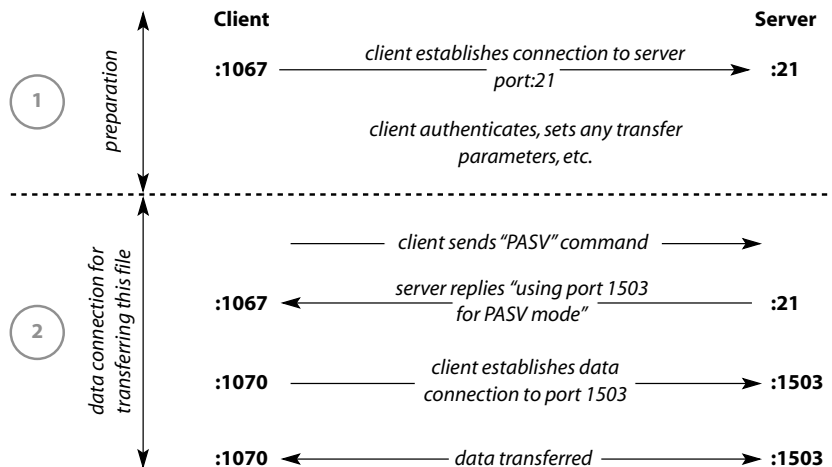 Client Server
client establishes connection to server
:1067 port:21 :21
1
preparation
client authenticates, sets any transfer
parameters, etc.
client sends “PASV” command
server replies “using port 1503
:1067 for PASV mode” :21
2
data connection for
transferring this file
client establishes data
:1070 connection to port 1503 :1503
:1070 data transferred :1503